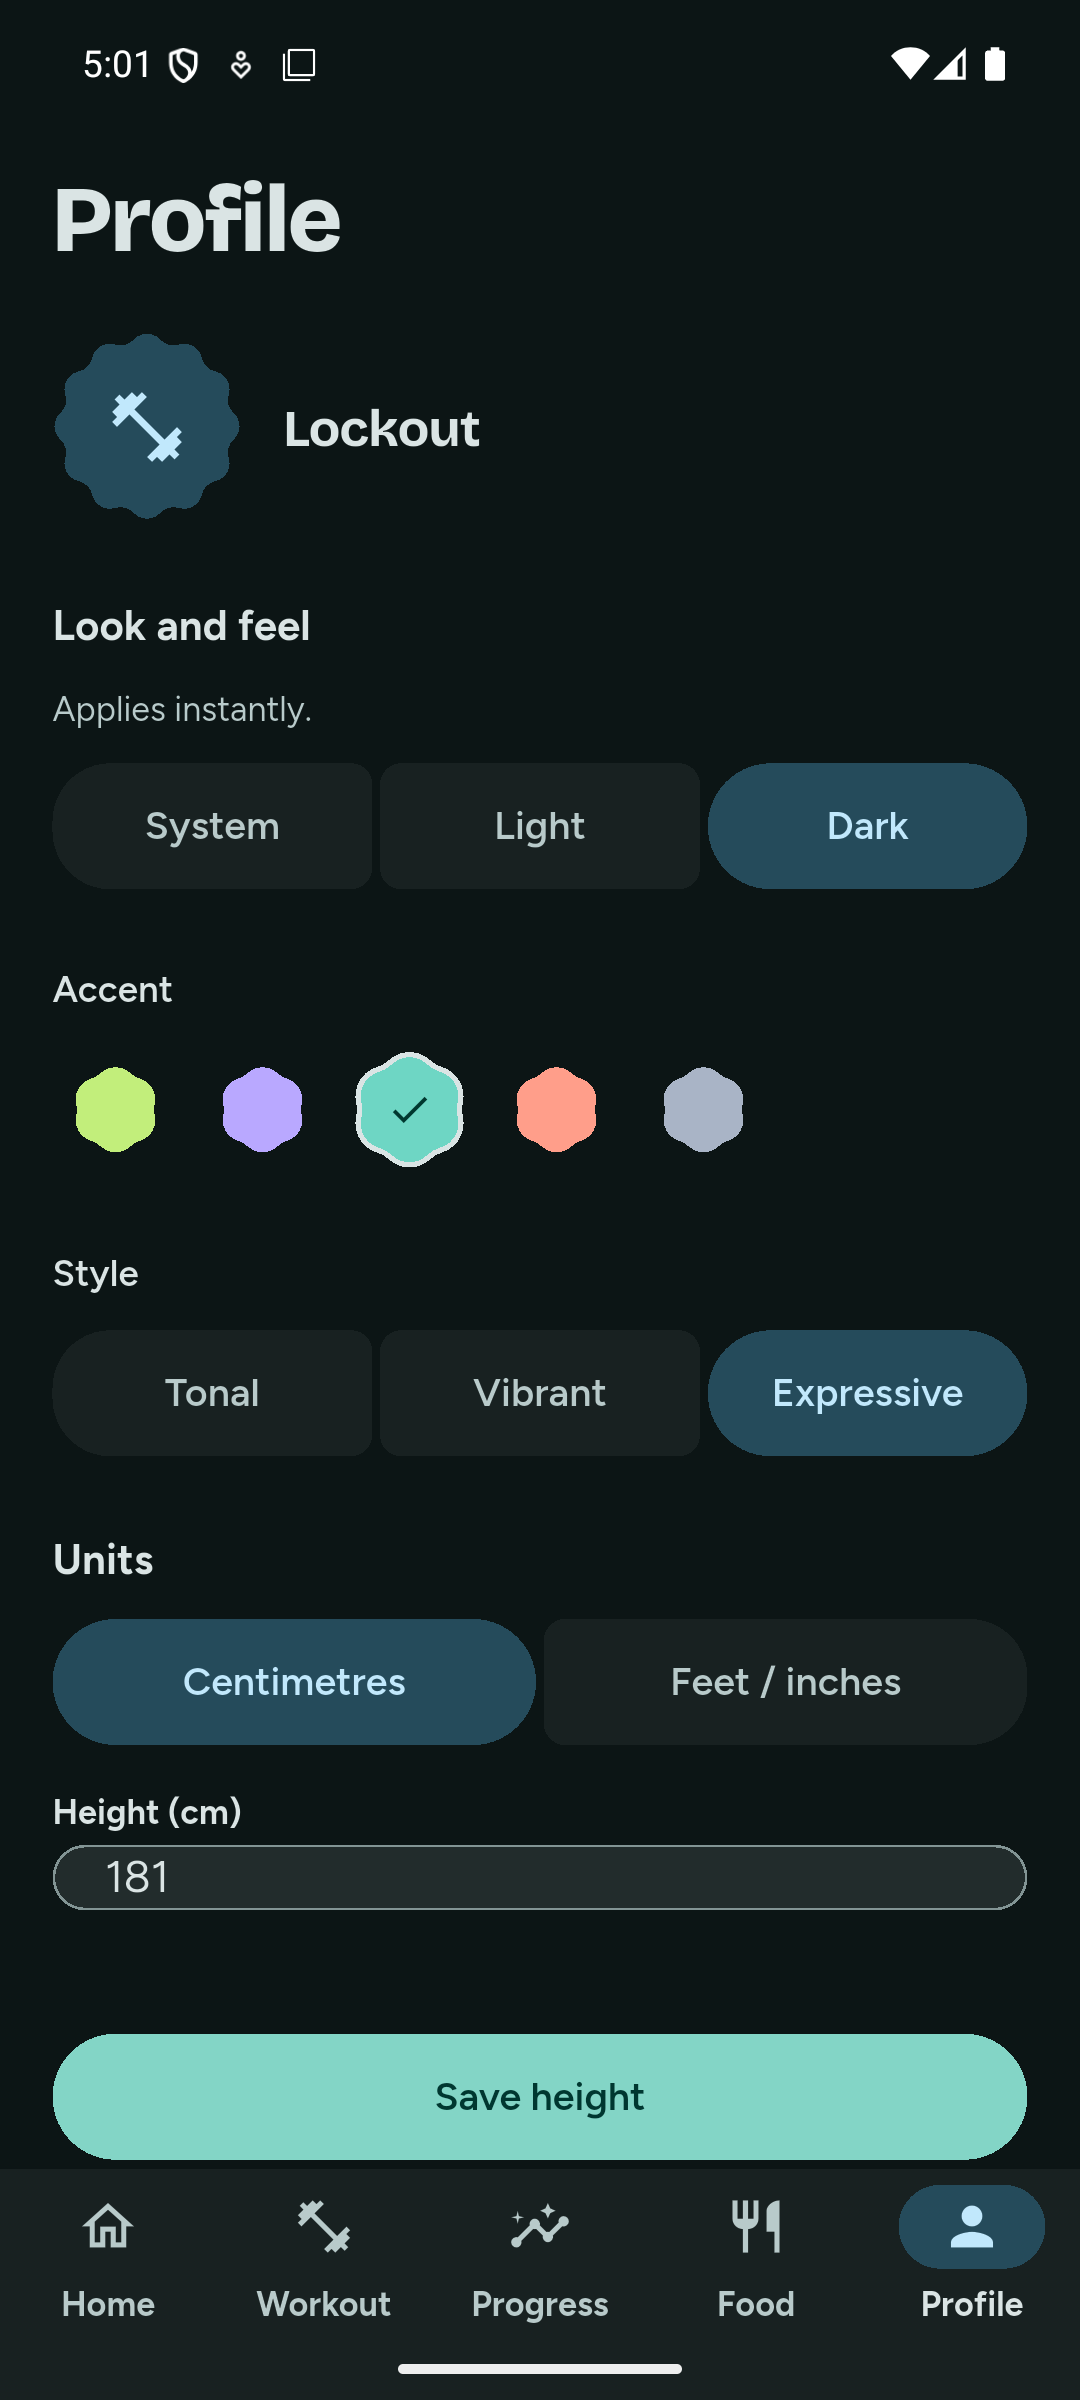 5:01
Profile
Lockout
Look and feel
Applies instantly.
System Light Dark
Accent
Style
Tonal Vibrant Expressive
Units
Centimetres Feet / inches
Height (cm)
181
Save height
Home Workout Progress Food Profile